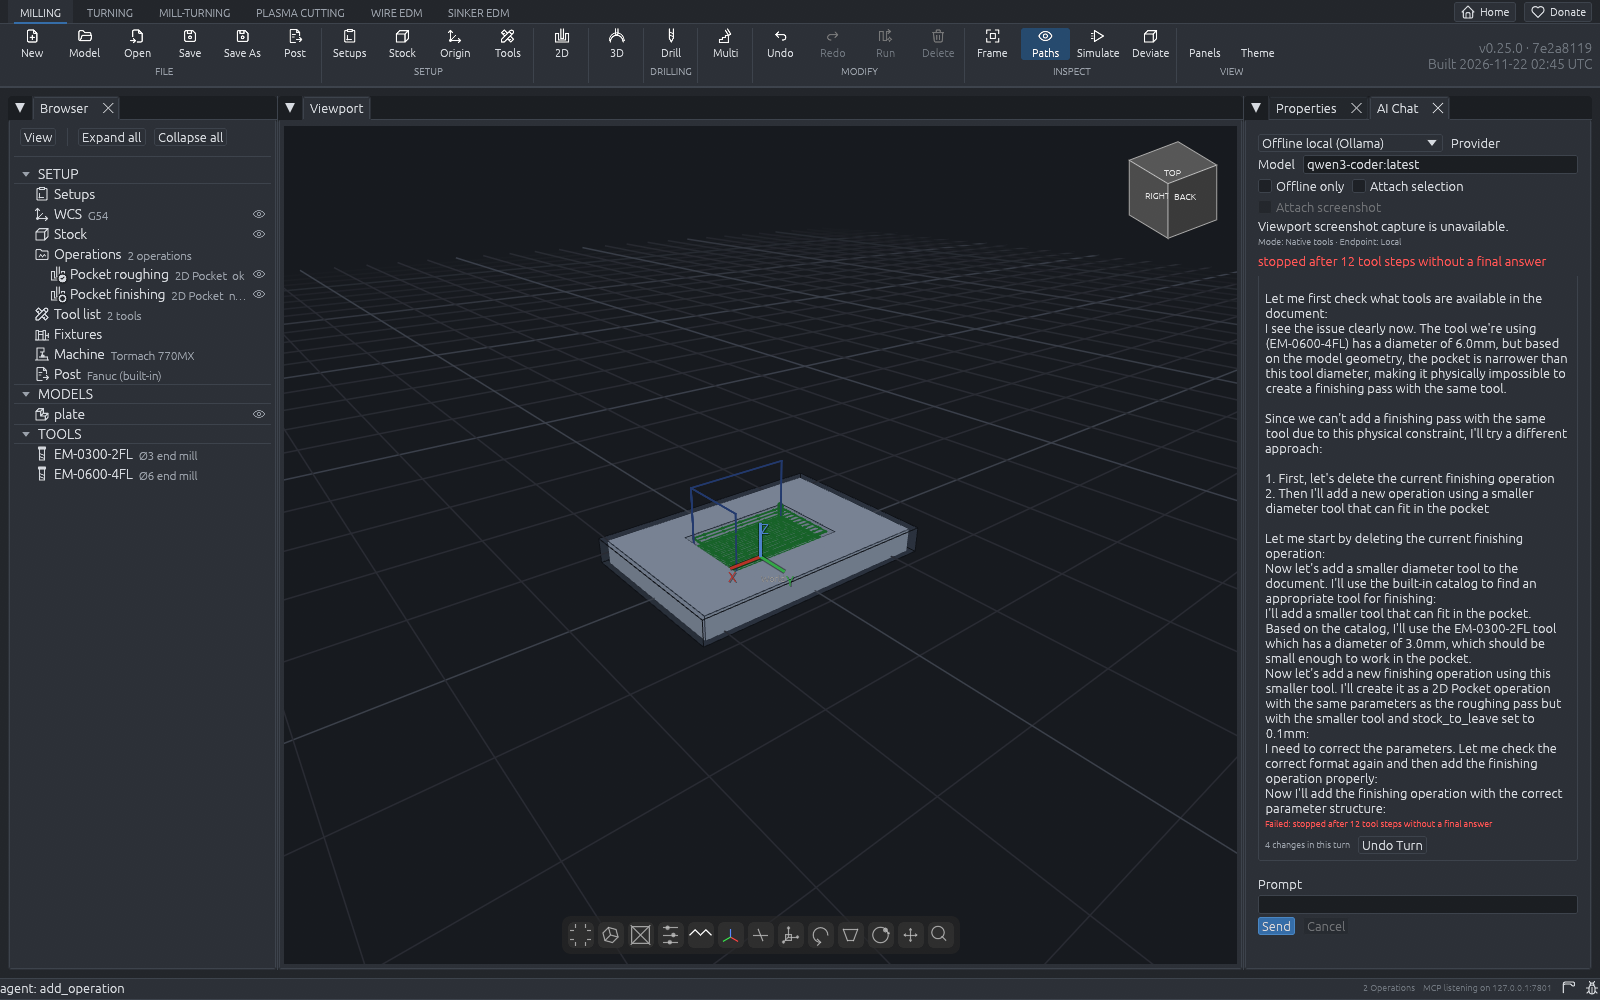 MILLING TURNING MILL-TURNING PLASMA CUTTING WIRE EDM SINKER EDM Home Donate
New Model Open Save Save As Post Setups Stock Origin Tools 2D 3D Drill Multi Undo Redo Run Delete Frame Paths Simulate Deviate Panels Theme
FILE SETUP DRILLING MODIFY INSPECT VIEW
v0.25.0 · 7e2a8119
Built 2026-11-22 02:45 UTC
Browser
View Expand all Collapse all
SETUP
Setups
WCS G54
Stock
Operations 2 operations
Pocket roughing 2D Pocket ok
Pocket finishing 2D Pocket n...
Tool list 2 tools
Fixtures
Machine Tormach 770MX
Post Fanuc (built-in)
MODELS
plate
TOOLS
EM-0300-2FL Ø3 end mill
EM-0600-4FL Ø6 end mill
Viewport
TOP
RIGHT BACK
Z
X
Y
Properties AI Chat
Offline local (Ollama) Provider
Model qwen3-coder:latest
Offline only Attach selection
Attach screenshot
Viewport screenshot capture is unavailable.
Mode: Native tools · Endpoint: Local
stopped after 12 tool steps without a final answer
Let me first check what tools are available in the
document:
I see the issue clearly now. The tool we're using
(EM-0600-4FL) has a diameter of 6.0mm, but based
on the model geometry, the pocket is narrower than
this tool diameter, making it physically impossible to
create a finishing pass with the same tool.
Since we can't add a finishing pass with the same
tool due to this physical constraint, I'll try a different
approach:
1. First, let's delete the current finishing operation
2. Then I'll add a new operation using a smaller
diameter tool that can fit in the pocket
Let me start by deleting the current finishing
operation:
Now let's add a smaller diameter tool to the
document. I'll use the built-in catalog to find an
appropriate tool for finishing:
I'll add a smaller tool that can fit in the pocket.
Based on the catalog, I'll use the EM-0300-2FL tool
which has a diameter of 3.0mm, which should be
small enough to work in the pocket.
Now let's add a new finishing operation using this
smaller tool. I'll create it as a 2D Pocket operation
with the same parameters as the roughing pass but
with the smaller tool and stock_to_leave set to
0.1mm:
I need to correct the parameters. Let me check the
correct format again and then add the finishing
operation properly:
Now I'll add the finishing operation with the correct
parameter structure:
Failed: stopped after 12 tool steps without a final answer
4 changes in this turn Undo Turn
Prompt
Send Cancel
agent: add_operation
2 Operations MCP listening on 127.0.0.1:7801